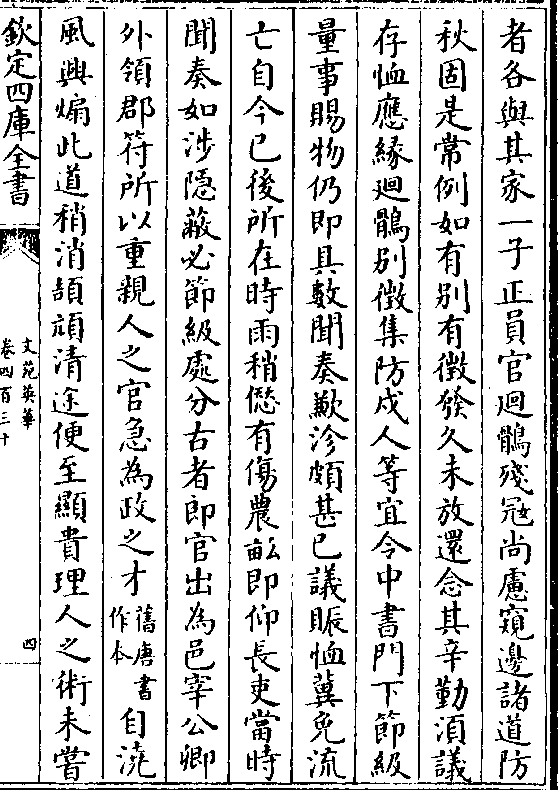 者各與其家一子正員官迴鶻殘冦尚慮窺邊諸道防
秋固是常例如有别有徵發久未放還念其辛勤湏議
存恤應緣迴鶻别徵集防戍人等宜令中書門下節級
量事賜物仍即具數聞奏歉沴頗甚已議賑恤冀免流
亡自今已後所在時雨稍愆有傷農畝即仰長吏當時
聞奏如涉隱蔽必節級處分古者郎官出為邑宰公卿
外領郡符所以重親人之官急為政之才舊唐書作本自澆
風興煽此道稍消頡頏清途便至顯貴理人之術未嘗
欽定四庫全書
文苑英華
卷四百三十
四